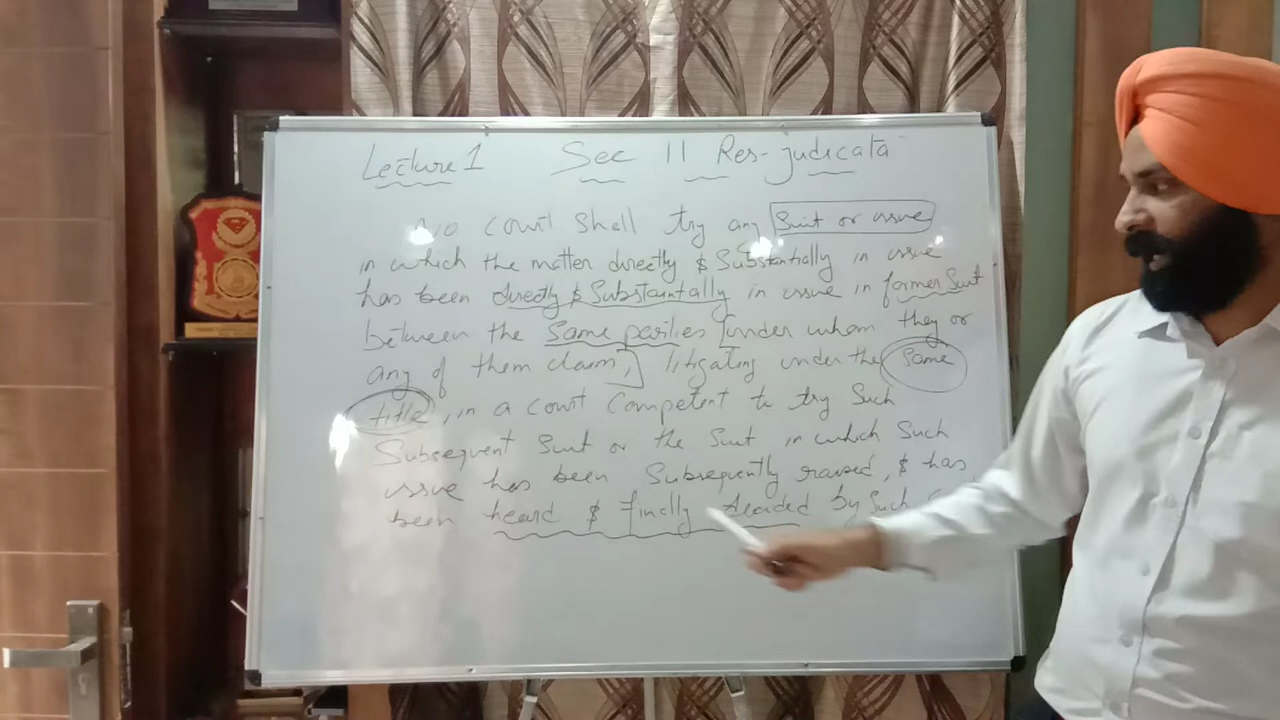 Lecture 1 Sec 11 Res-judicata
No court shall try any Suit or issue
in which the matter directly & Substantially in issue
has been directly & Substantially in issue in former Suit
between the same parties [under whom they or
any of them claim,] litigating under the same
title, in a court Competent to try Such
Subsequent Suit or the Suit in which Such
issue has been Subsequently raised, & has
been heard & finally decided by Such